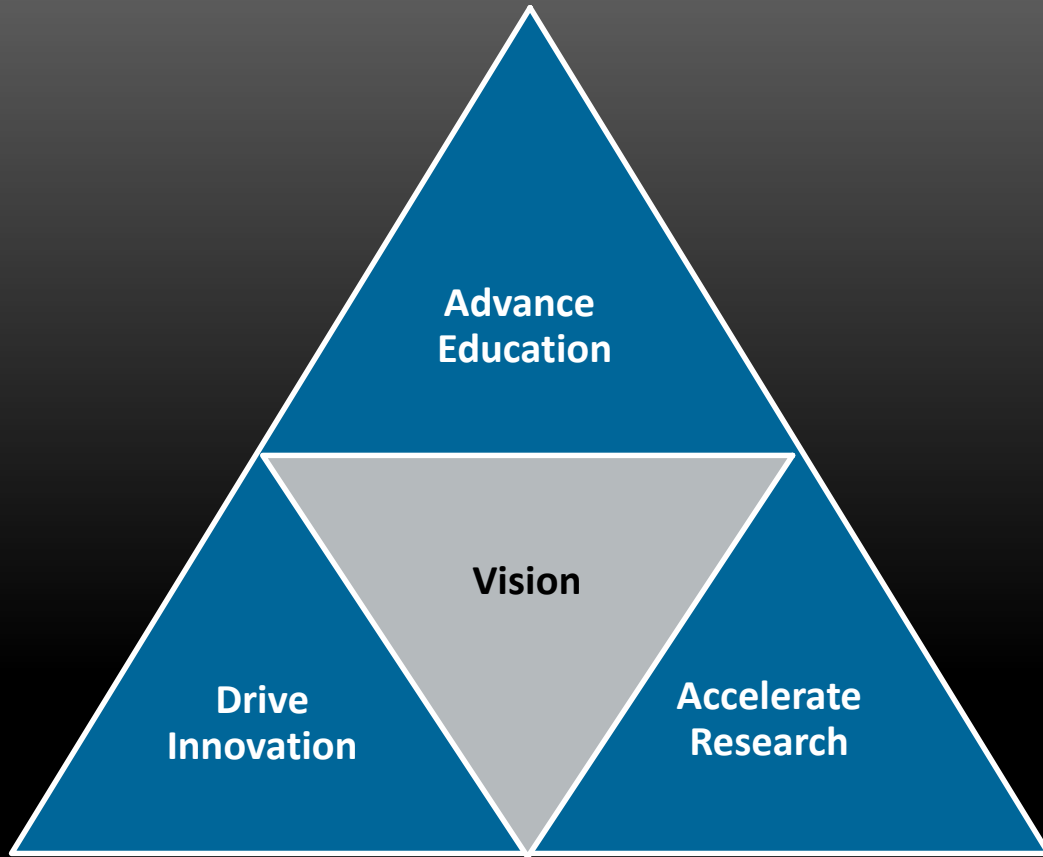 Advance
Education
Vision
Drive
Innovation
Accelerate
Research